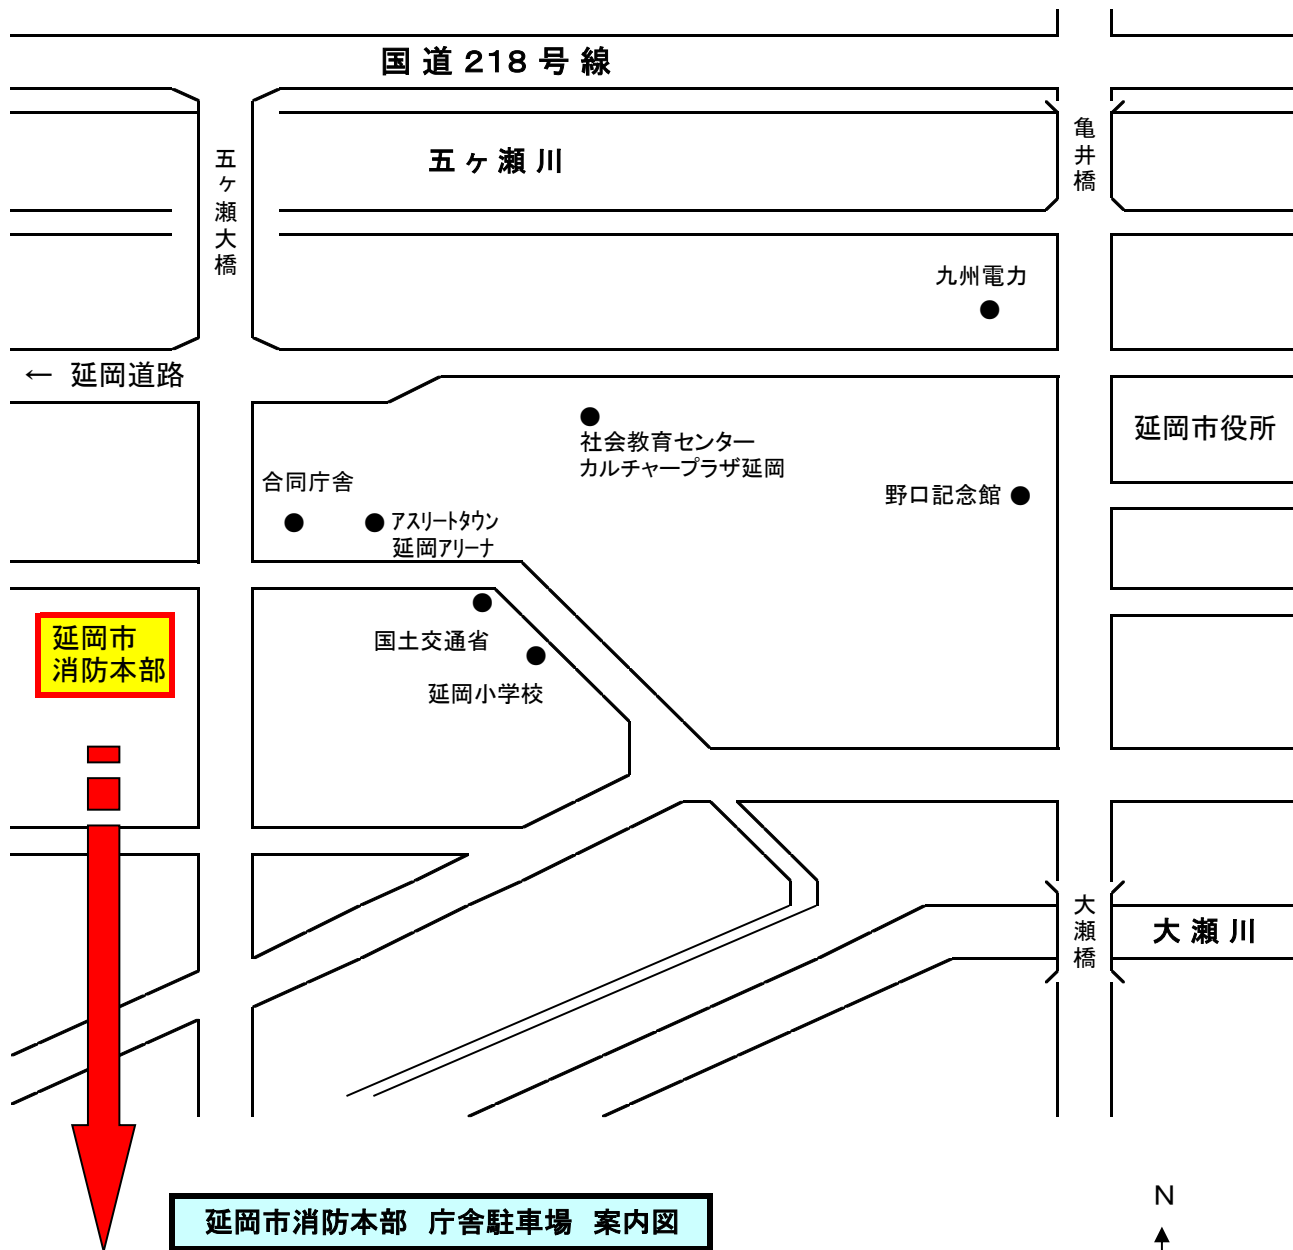 国道218号線
五ヶ瀬川
五ヶ瀬大橋
亀井橋
九州電力
← 延岡道路
社会教育センター
カルチャープラザ延岡
延岡市役所
合同庁舎
野口記念館
アスリートタウン
延岡アリーナ
延岡市
消防本部
国土交通省
延岡小学校
大瀬橋
大瀬川
延岡市消防本部 庁舎駐車場 案内図
N